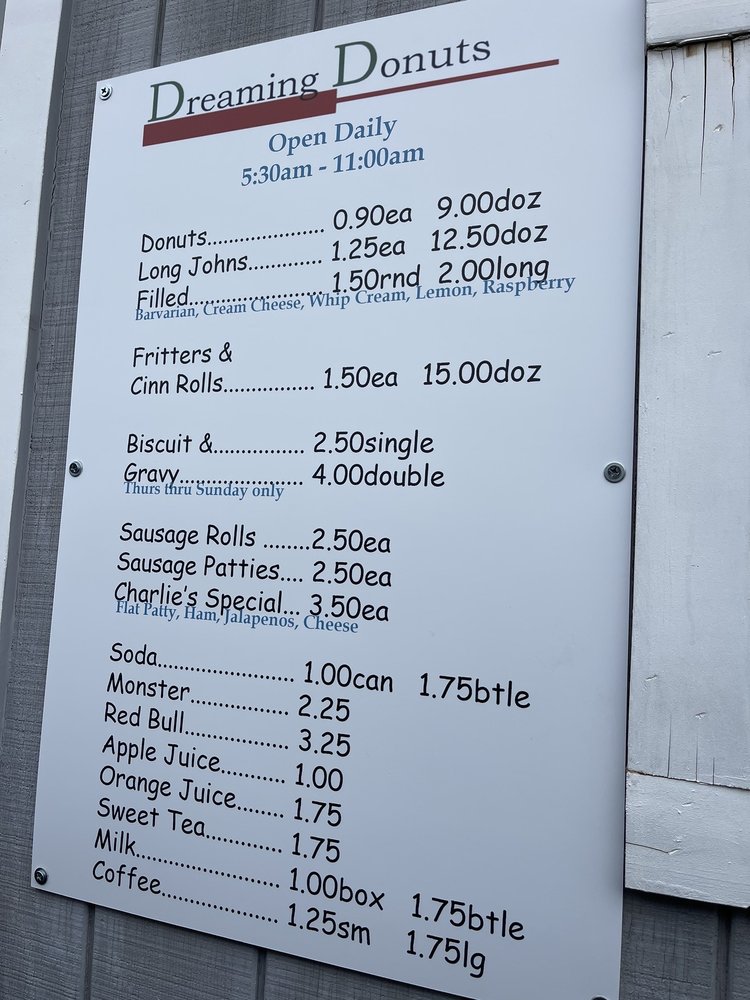 Dreaming Donuts
Open Daily
5:30am - 11:00am
Donuts..................... 0.90ea 9.00doz
Long Johns............. 1.25ea 12.50doz
Filled........................ 1.50rnd 2.00long
Barvarian, Cream Cheese, Whip Cream, Lemon, Raspberry
Fritters &
Cinn Rolls................ 1.50ea 15.00doz
Biscuit &................ 2.50single
Gravy...................... 4.00double
Thurs thru Sunday only
Sausage Rolls ........2.50ea
Sausage Patties.... 2.50ea
Charlie's Special... 3.50ea
Flat Patty, Ham, Jalapenos, Cheese
Soda........................ 1.00can 1.75btle
Monster................. 2.25
Red Bull.................. 3.25
Apple Juice........... 1.00
Orange Juice........ 1.75
Sweet Tea............. 1.75
Milk......................... 1.00box 1.75btle
Coffee.................... 1.25sm 1.75lg